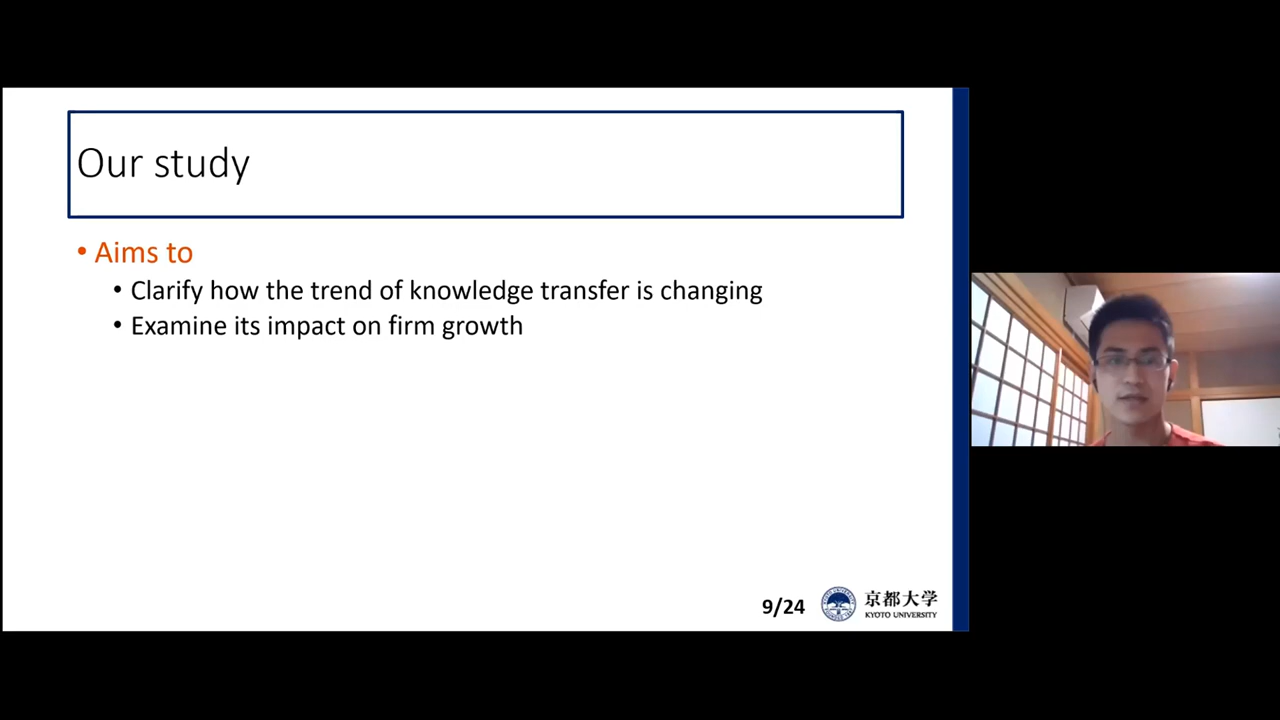 Our study
• Aims to
• Clarify how the trend of knowledge transfer is changing
• Examine its impact on firm growth
9/24
京都大学
KYOTO UNIVERSITY